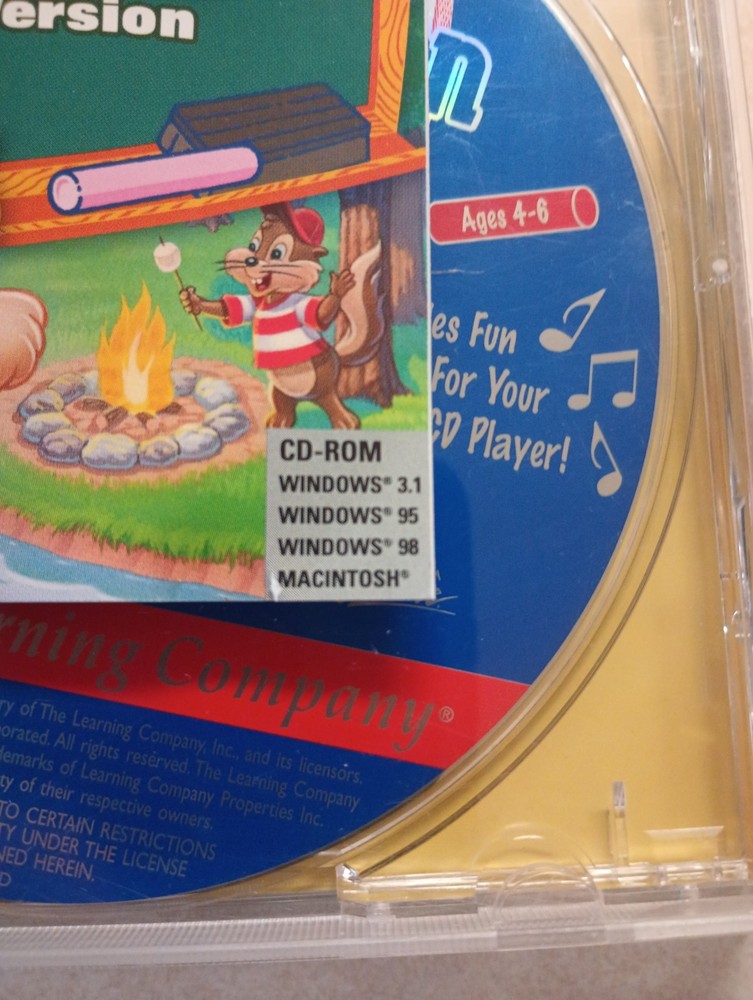 ersion
n
Ages 4-6
es Fun
For Your
CD Player!
CD-ROM
WINDOWS® 3.1
WINDOWS® 95
WINDOWS® 98
MACINTOSH®
rning Company®
ry of The Learning Company, Inc., and its licensors.
orated. All rights reserved. The Learning Company
demarks of Learning Company Properties Inc.
ty of their respective owners.
TO CERTAIN RESTRICTIONS
TY UNDER THE LICENSE
NED HEREIN.
D